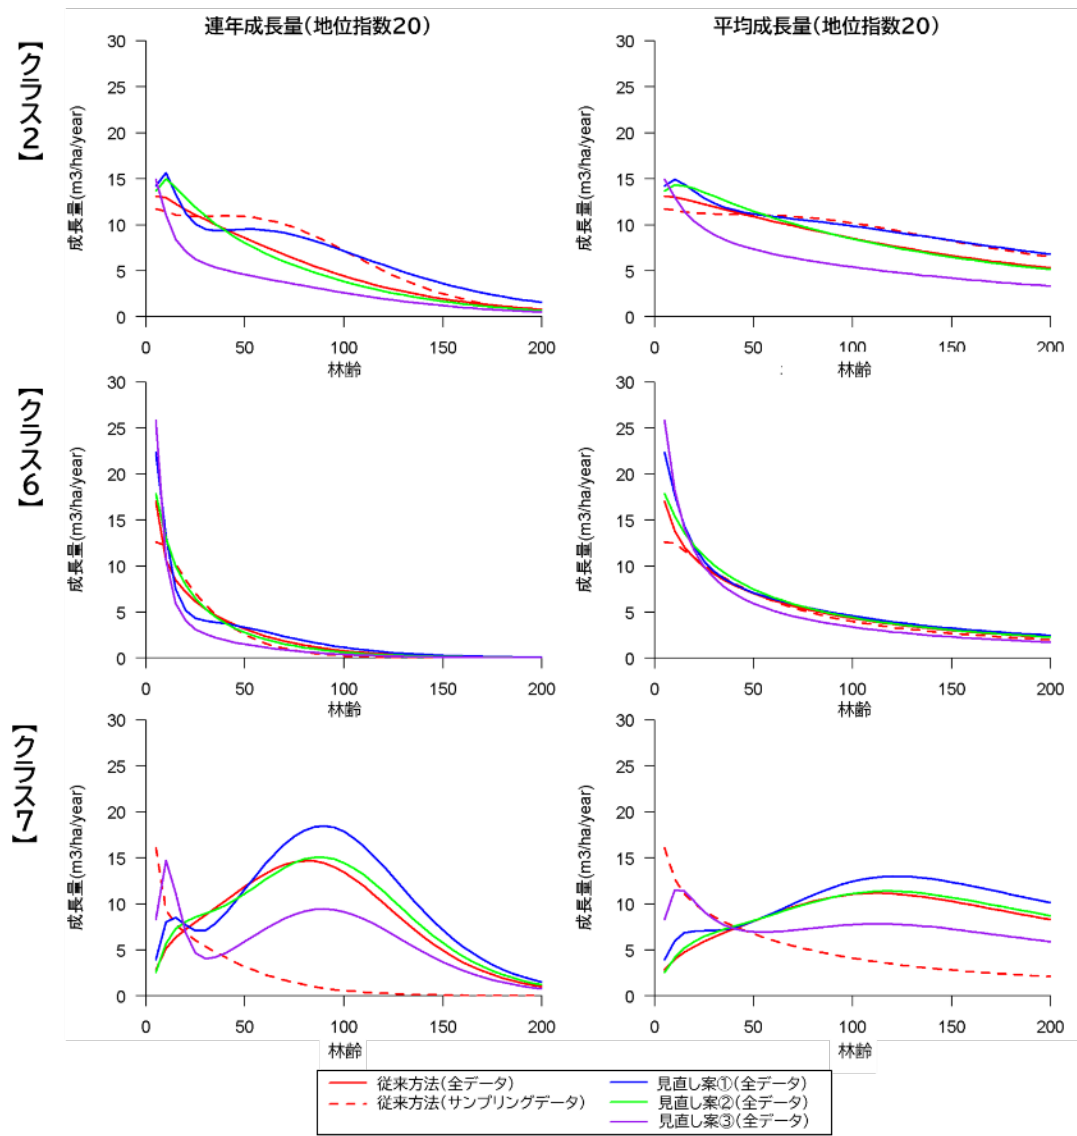 連年成長量(地位指数20)
平均成長量(地位指数20)
【クラス2】
成長量(m3/ha/year)
30
25
20
15
10
5
0
0 50 100 150 200
林齢
成長量(m3/ha/year)
30
25
20
15
10
5
0
0 50 100 150 200
林齢
【クラス6】
成長量(m3/ha/year)
30
25
20
15
10
5
0
0 50 100 150 200
林齢
成長量(m3/ha/year)
30
25
20
15
10
5
0
0 50 100 150 200
林齢
【クラス7】
成長量(m3/ha/year)
30
25
20
15
10
5
0
0 50 100 150 200
林齢
成長量(m3/ha/year)
30
25
20
15
10
5
0
0 50 100 150 200
林齢
従来方法(全データ)
従来方法(サンプリングデータ)
見直し案①(全データ)
見直し案②(全データ)
見直し案③(全データ)